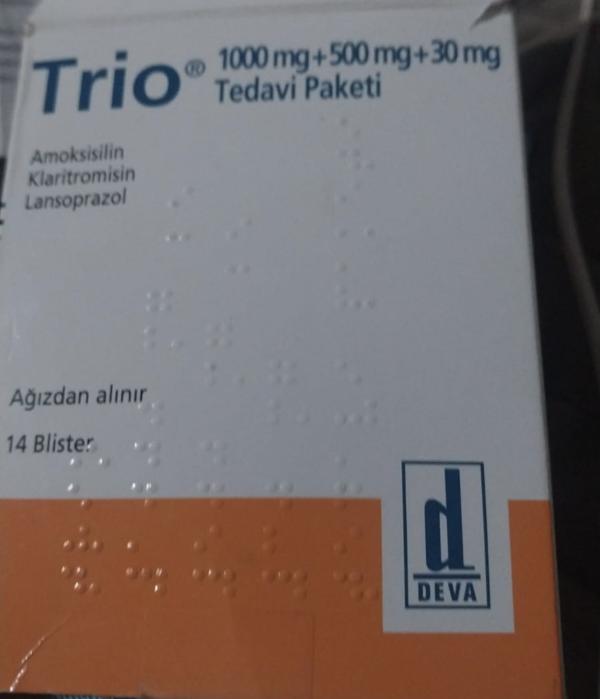 Trio® 1000 mg+500 mg+30 mg
Tedavi Paketi
Amoksisilin
Klaritromisin
Lansoprazol
Ağızdan alınır
14 Blister
d
DEVA